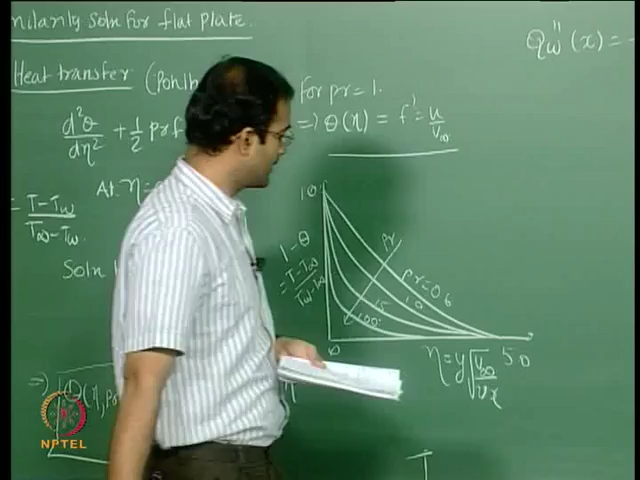 milarity soln for flat plate.
Heat transfer (Pohlh
for pr = 1.
d²θ/dη² + 1/2 pr f
⇒ θ(η) = f' = u/V∞
Qw''(x) =
= T-Tw/T∞-Tw
At η =
Soln
1.0
1-θ
= T-T∞/Tw-T∞
pr
pr=0.6
1.0
15
100
0
η = y√V∞/νx
5.0
⇒
θ(η, pr
T
NPTEL